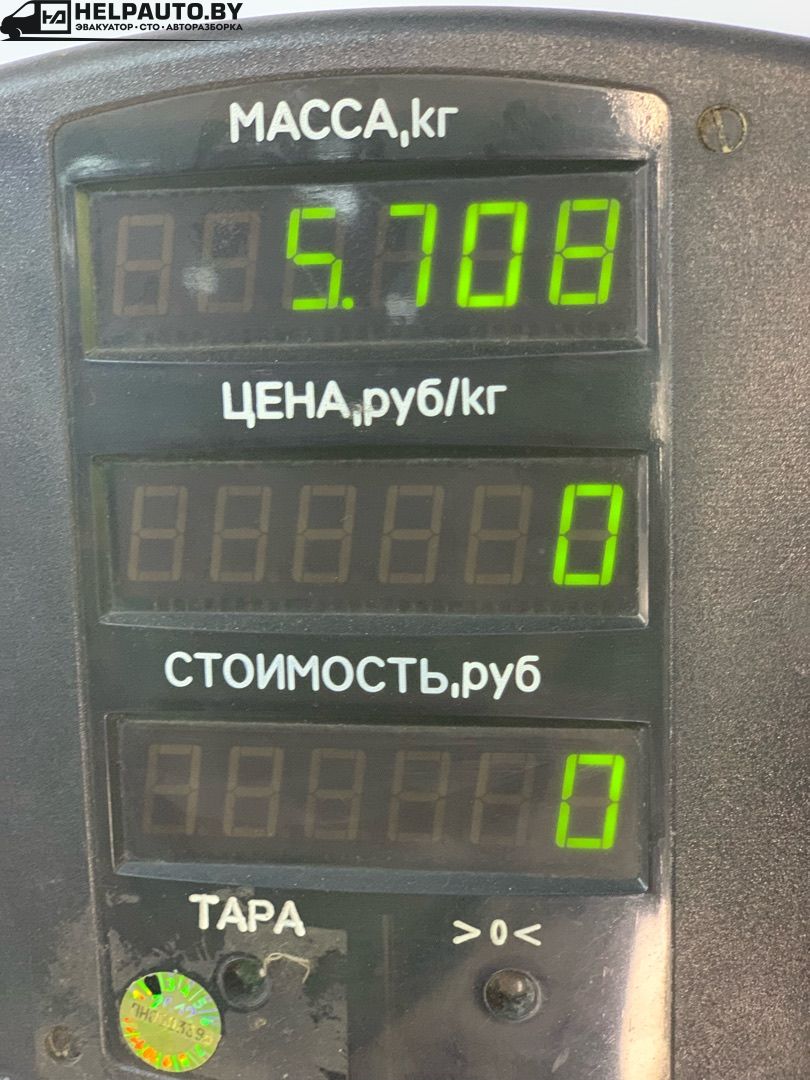 HELPAUTO.BY
ЭВАКУАТОР • СТО • АВТОРАЗБОРКА
МАССА,кг
5.708
ЦЕНА,руб/кг
0
СТОИМОСТЬ,руб
0
ТАРА
>0<